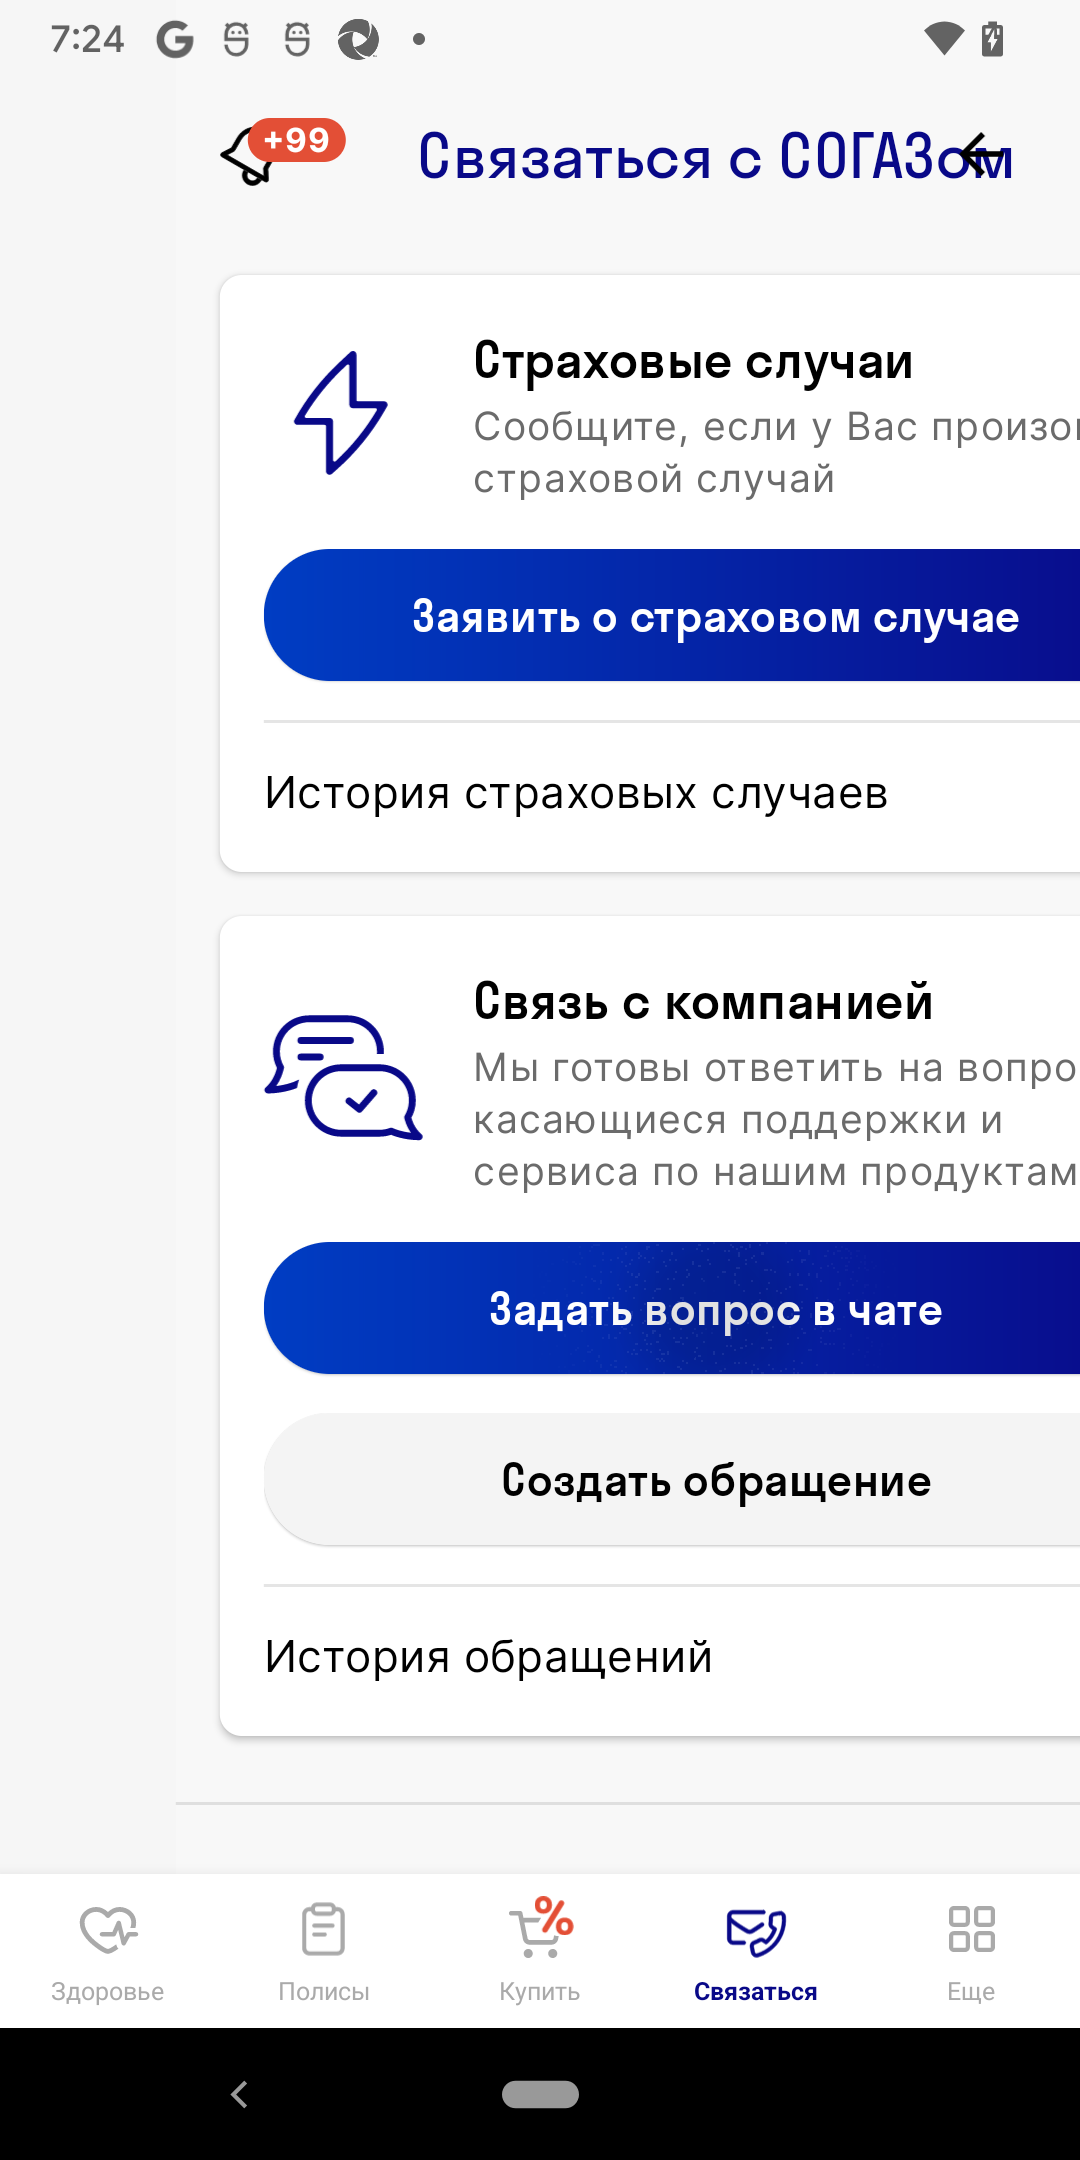 7:24
+99
Связаться с СОГАЗом
Страховые случаи
Сообщите, если у Вас произо
страховой случай
Заявить о страховом случае
История страховых случаев
Связь с компанией
Мы готовы ответить на вопро
касающиеся поддержки и
сервиса по нашим продуктам
Задать вопрос в чате
Создать обращение
История обращений
%
Здоровье
Полисы
Купить
Связаться
Еще